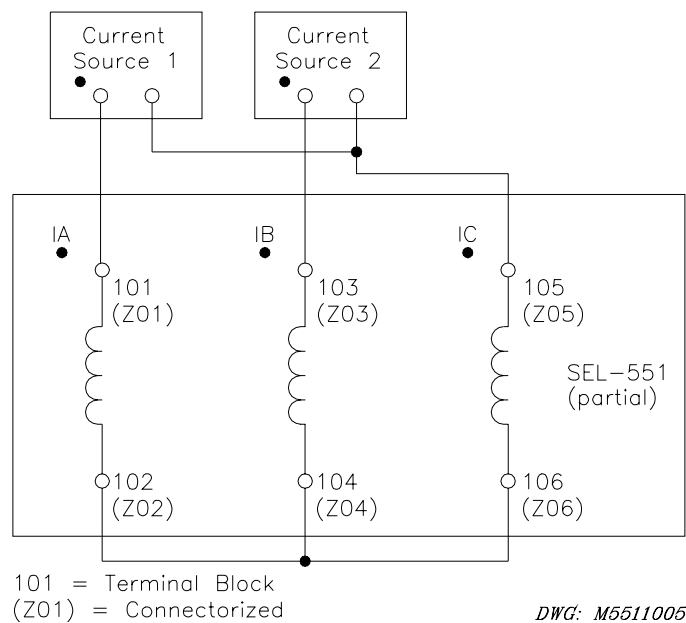 Current
Source 1
Current
Source 2
IA
IB
IC
101
(Z01)
103
(Z03)
105
(Z05)
SEL-551
(partial)
102
(Z02)
104
(Z04)
106
(Z06)
101 = Terminal Block
(Z01) = Connectorized
DWG: M5511005